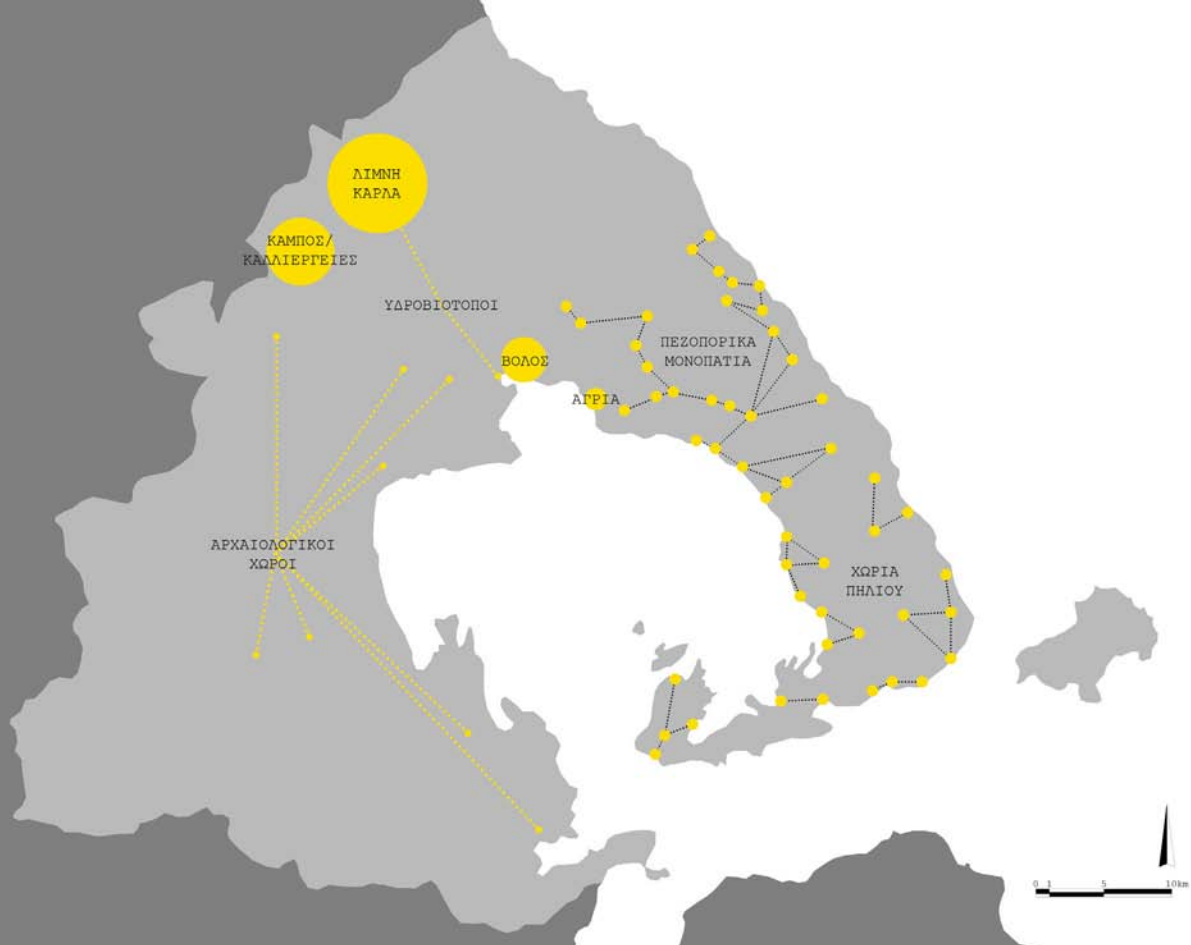 ΛΙΜΝΗ
ΚΑΡΛΑ
ΚΑΜΠΟΣ/
ΚΑΛΛΙΕΡΓΕΙΕΣ
ΥΔΡΟΒΙΟΤΟΠΟΙ
ΒΟΛΟΣ
ΠΕΖΟΠΟΡΙΚΑ
ΜΟΝΟΠΑΤΙΑ
ΑΓΡΙΑ
ΑΡΧΑΙΟΛΟΓΙΚΟΙ
ΧΩΡΟΙ
ΧΩΡΙΑ
ΠΗΛΙΟΥ
0 1 5 10km